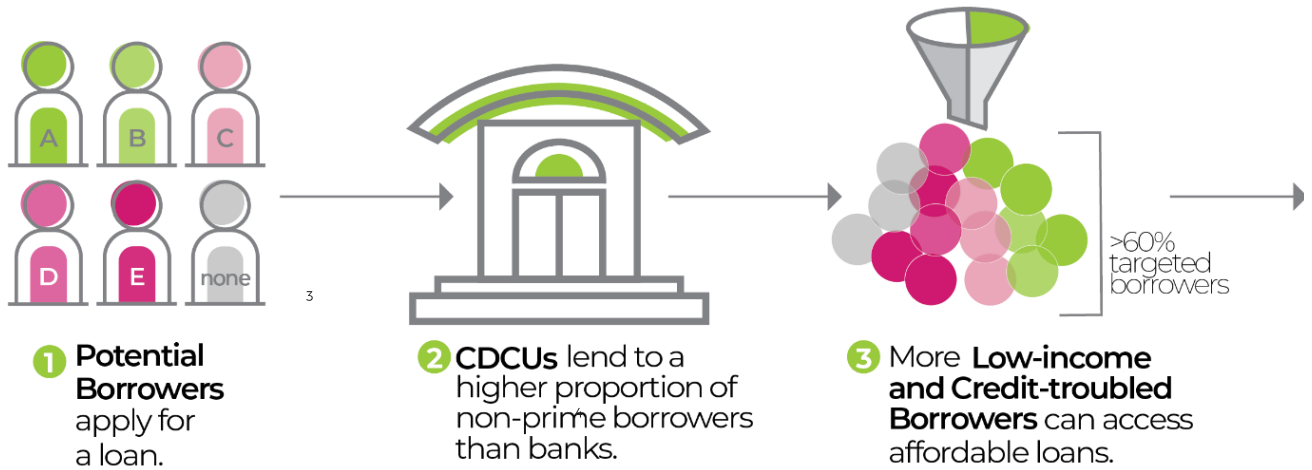 A B C
D E none
3
1 Potential
Borrowers
apply for
a loan.
2 CDCUs lend to a
higher proportion of
non-prime borrowers
than banks.
4
>60%
targeted
borrowers
3 More Low-income
and Credit-troubled
Borrowers can access
affordable loans.